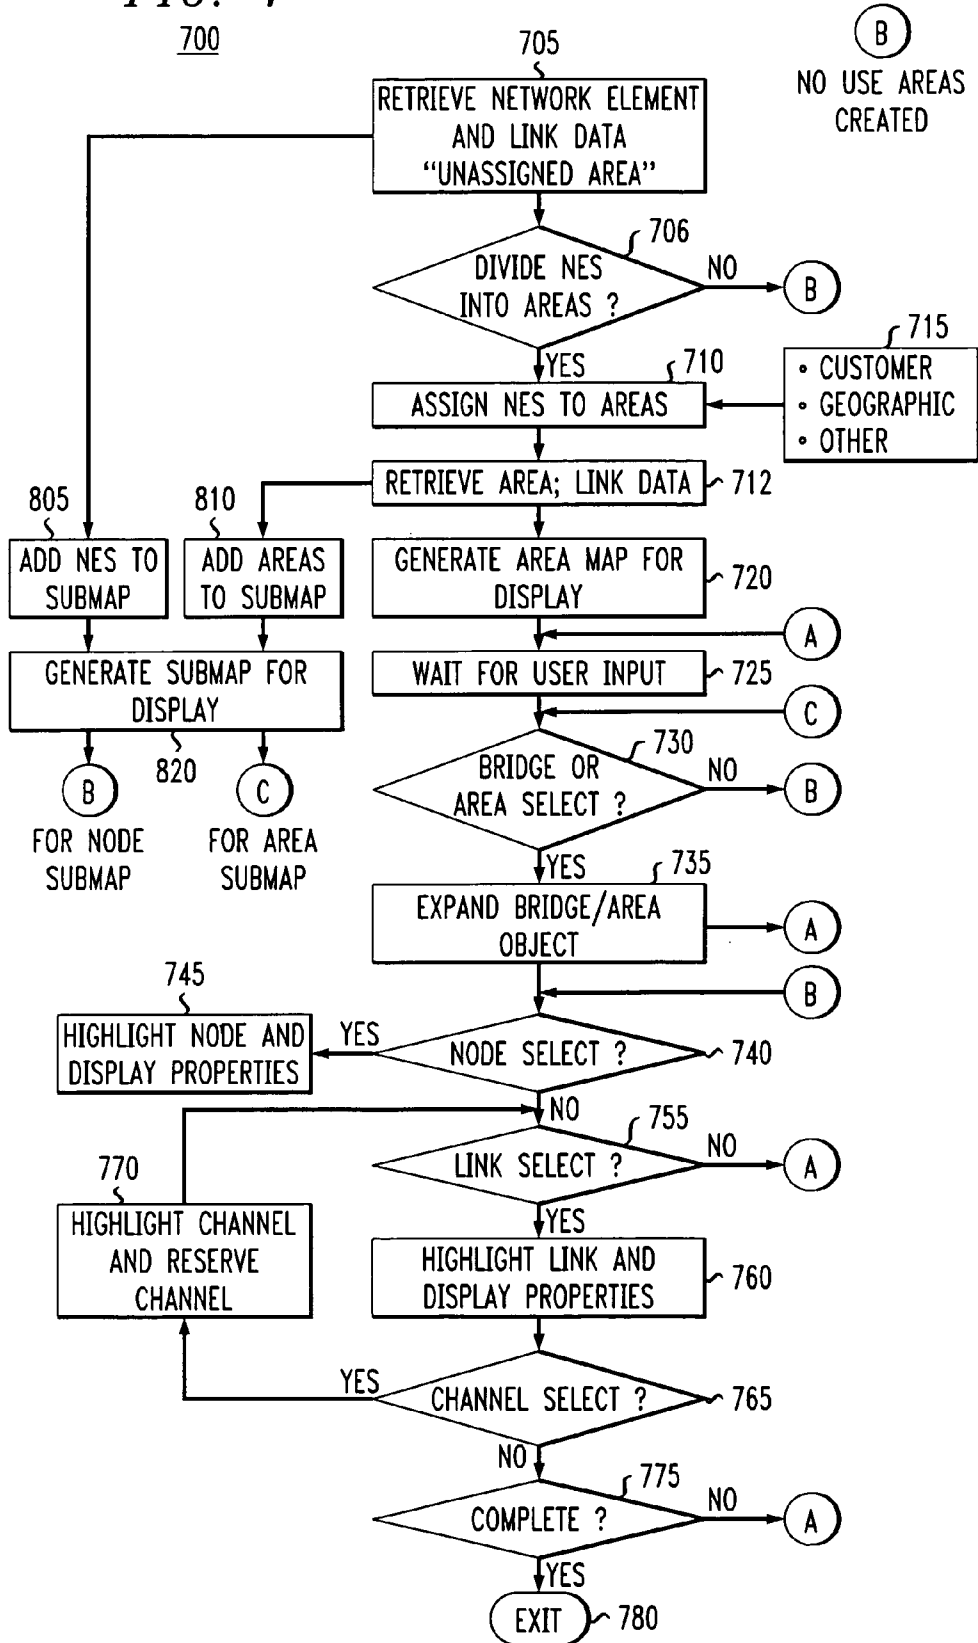 700
705
B
NO USE AREAS
CREATED
RETRIEVE NETWORK ELEMENT
AND LINK DATA
“UNASSIGNED AREA”
706
DIVIDE NES
INTO AREAS ?
NO
B
YES
710
715
ASSIGN NES TO AREAS
• CUSTOMER
• GEOGRAPHIC
• OTHER
RETRIEVE AREA; LINK DATA
712
805
810
ADD NES TO
SUBMAP
ADD AREAS
TO SUBMAP
GENERATE AREA MAP FOR
DISPLAY
720
A
GENERATE SUBMAP FOR
DISPLAY
WAIT FOR USER INPUT
725
C
820
B
FOR NODE
SUBMAP
C
FOR AREA
SUBMAP
730
BRIDGE OR
AREA SELECT ?
NO
B
YES
735
EXPAND BRIDGE/AREA
OBJECT
A
B
745
HIGHLIGHT NODE AND
DISPLAY PROPERTIES
YES
NODE SELECT ?
740
NO
755
LINK SELECT ?
NO
A
YES
770
HIGHLIGHT CHANNEL
AND RESERVE
CHANNEL
HIGHLIGHT LINK AND
DISPLAY PROPERTIES
760
YES
CHANNEL SELECT ?
765
NO
775
COMPLETE ?
NO
A
YES
EXIT
780